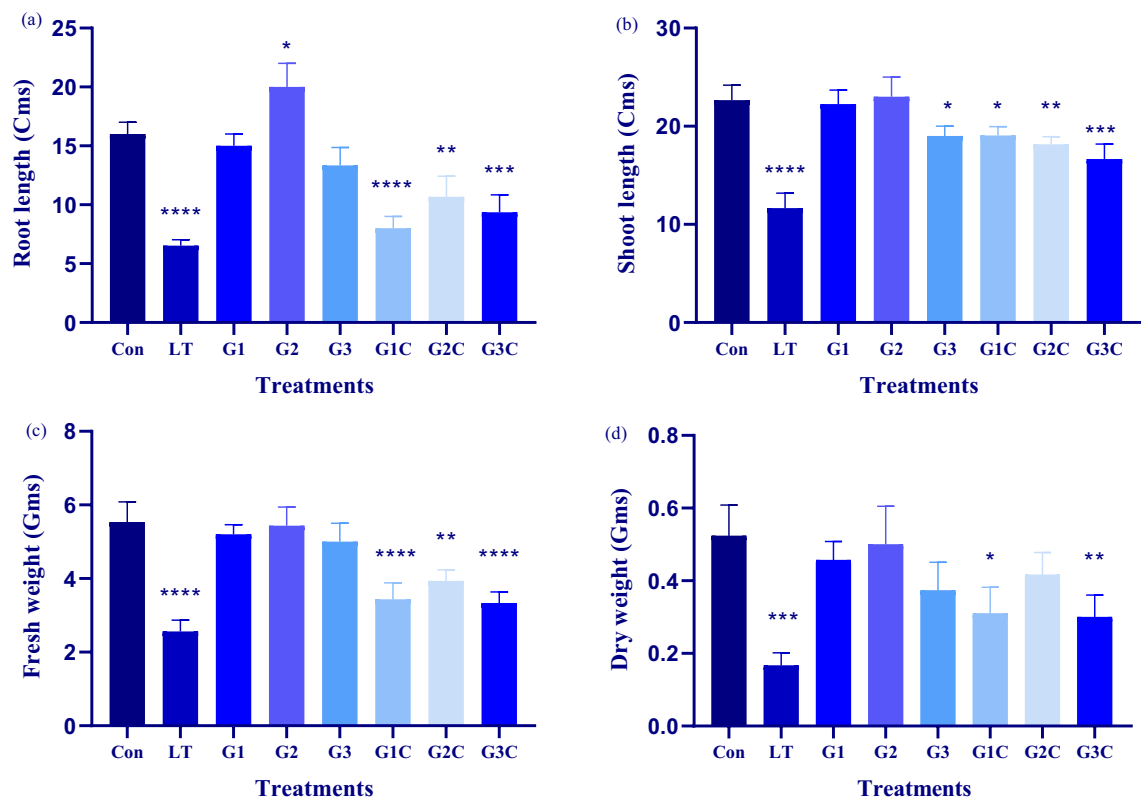 (a)
Root length (Cms)
25
20
15
10
5
0
*
****
****
**
***
Con LT G1 G2 G3 G1C G2C G3C
Treatments
(b)
Shoot length (Cms)
30
20
10
0
****
*
*
**
***
Con LT G1 G2 G3 G1C G2C G3C
Treatments
(c)
Fresh weight (Gms)
8
6
4
2
0
****
****
**
****
Con LT G1 G2 G3 G1C G2C G3C
Treatments
(d)
Dry weight (Gms)
0.8
0.6
0.4
0.2
0.0
***
*
**
Con LT G1 G2 G3 G1C G2C G3C
Treatments